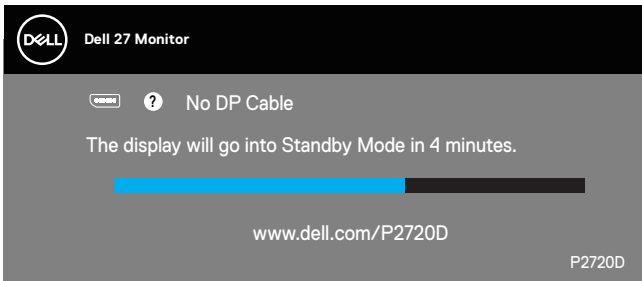 DELL
Dell 27 Monitor
? No DP Cable
The display will go into Standby Mode in 4 minutes.
www.dell.com/P2720D
P2720D